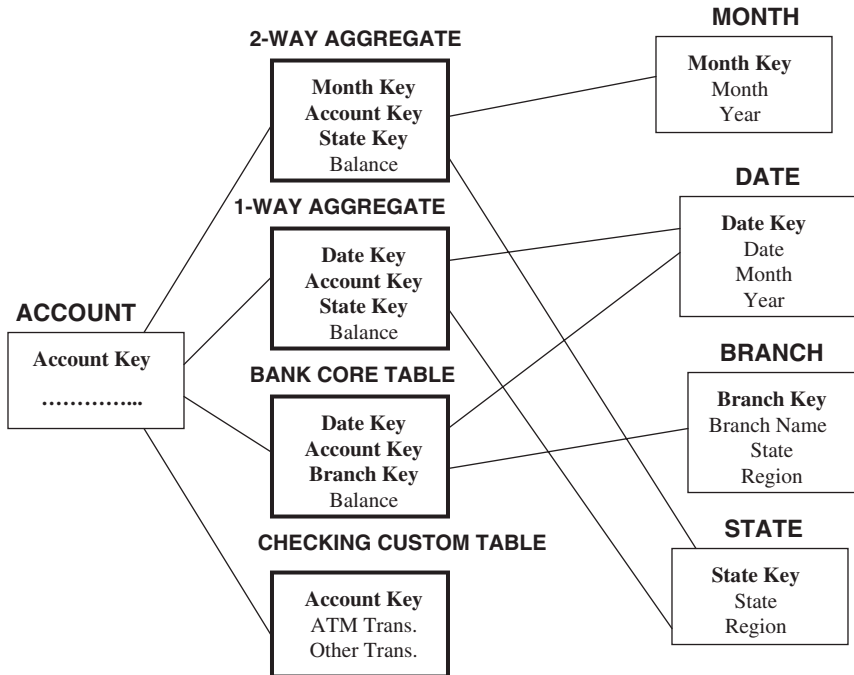 2-WAY AGGREGATE
Month Key
Account Key
State Key
Balance
1-WAY AGGREGATE
Date Key
Account Key
State Key
Balance
ACCOUNT
Account Key
…………...
BANK CORE TABLE
Date Key
Account Key
Branch Key
Balance
CHECKING CUSTOM TABLE
Account Key
ATM Trans.
Other Trans.
MONTH
Month Key
Month
Year
DATE
Date Key
Date
Month
Year
BRANCH
Branch Key
Branch Name
State
Region
STATE
State Key
State
Region